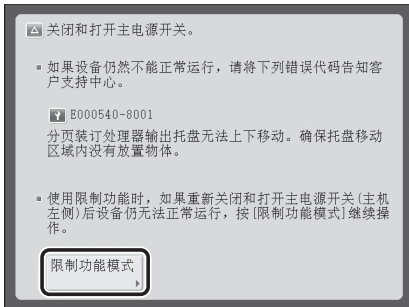 关闭和打开主电源开关。
▪ 如果设备仍然不能正常运行，请将下列错误代码告知客
户支持中心。
E000540-8001
分页装订处理器输出托盘无法上下移动。确保托盘移动
区域内没有放置物体。
▪ 使用限制功能时，如果重新关闭和打开主电源开关(主机
左侧)后设备仍无法正常运行，按[限制功能模式]继续操
作。
限制功能模式